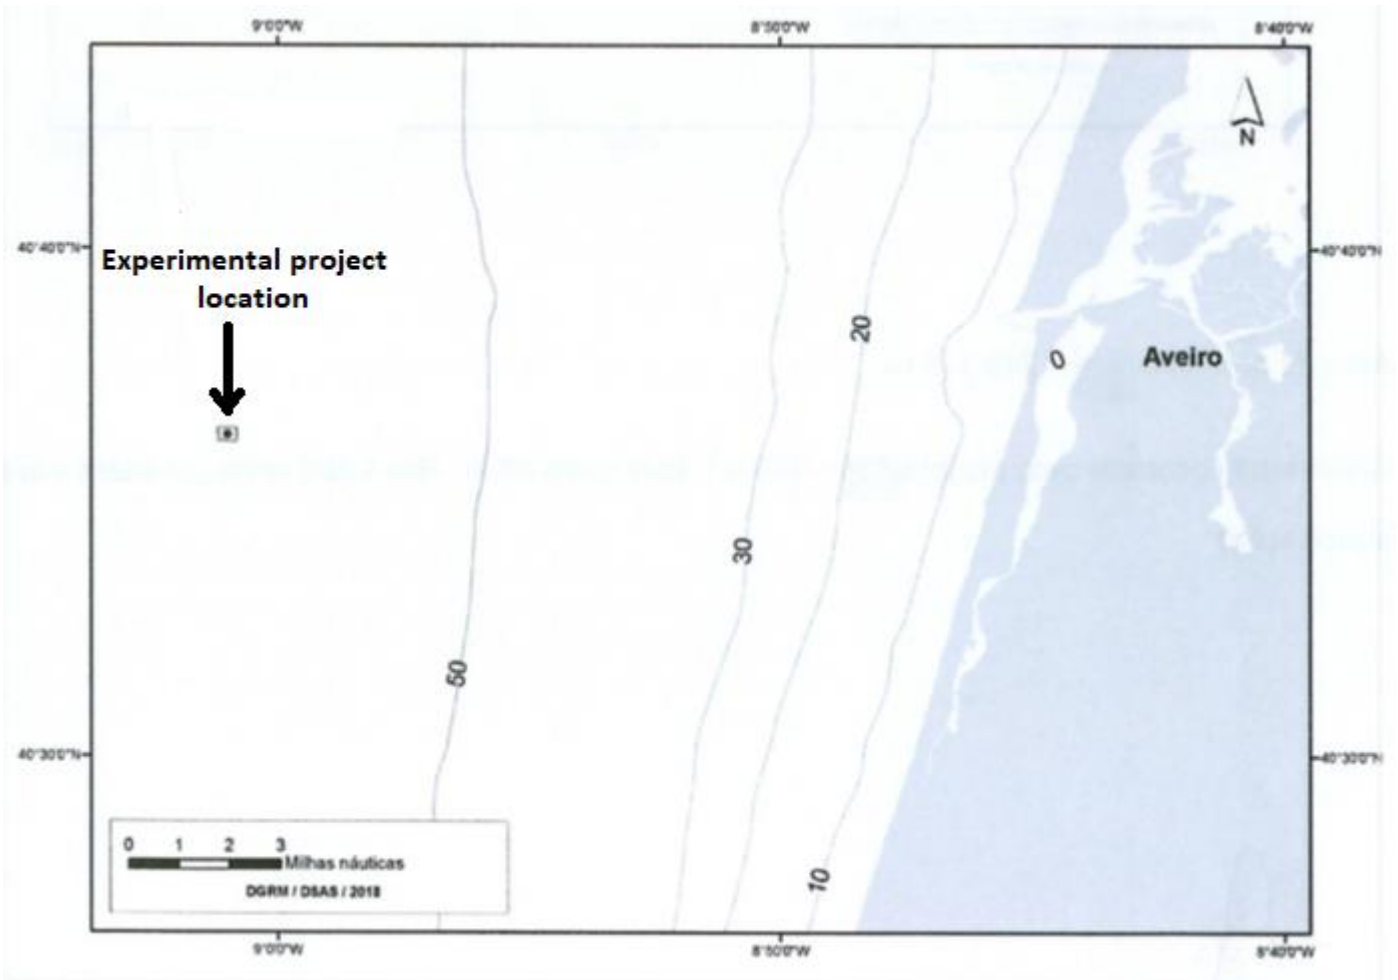 9°0'0"W 8°50'0"W 8°40'0"W
N
40°40'0"N 40°40'0"N
Experimental project
location
20
0 Aveiro
30
50
40°30'0"N 40°30'0"N
0 1 2 3
Milhas náuticas
10
DGRM / DSAS / 2018
9°0'0"W 8°50'0"W 8°40'0"W